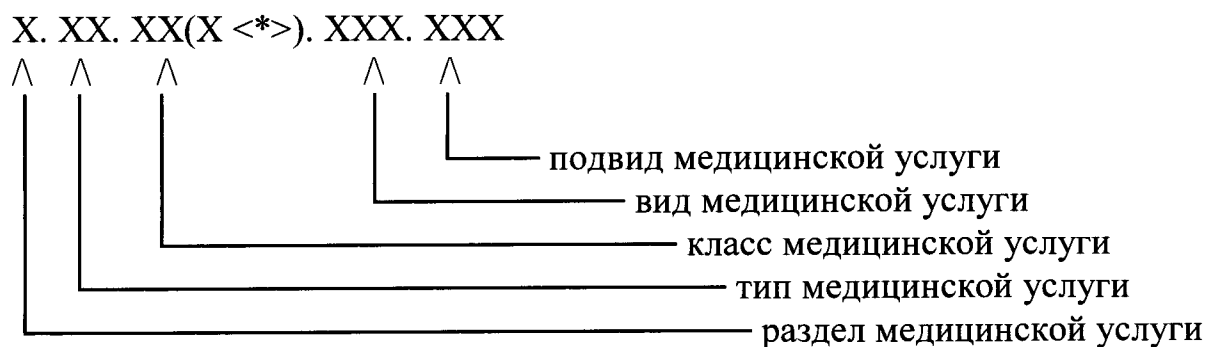 X. XX. XX(X <*>). XXX. XXX
подвид медицинской услуги
вид медицинской услуги
класс медицинской услуги
тип медицинской услуги
раздел медицинской услуги